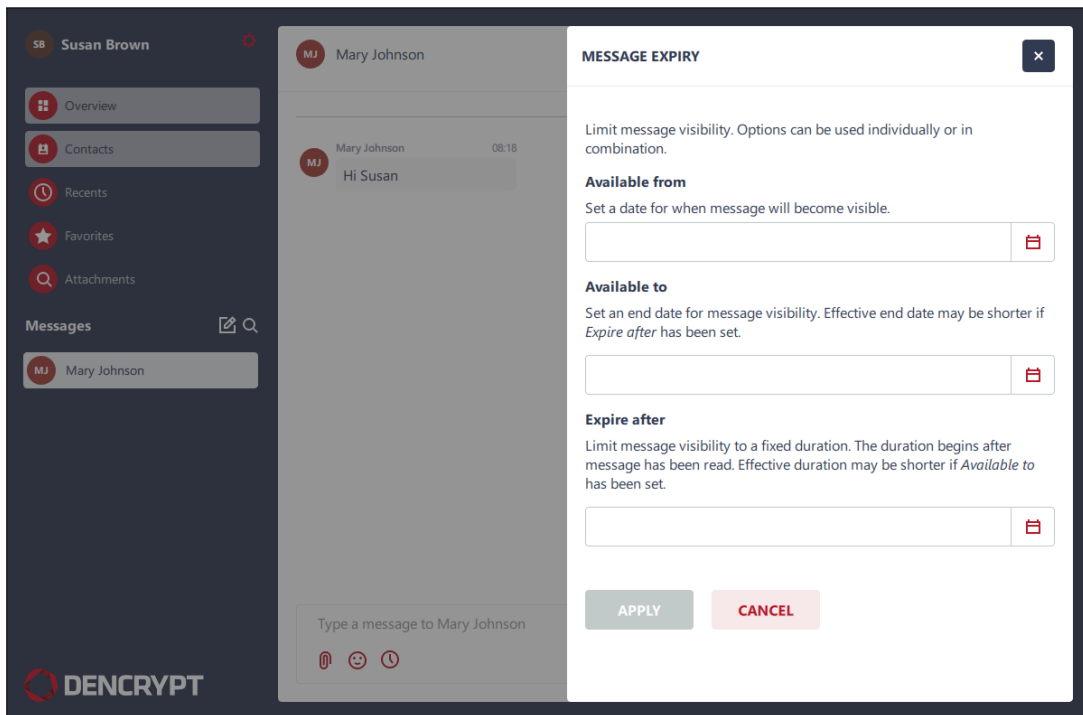 SB Susan Brown
Overview
Contacts
Recents
Favorites
Attachments
Messages
MJ Mary Johnson
DENCRYPT
MJ Mary Johnson
Mary Johnson 08:18
MJ
Hi Susan
Type a message to Mary Johnson
MESSAGE EXPIRY
Limit message visibility. Options can be used individually or in
combination.
Available from
Set a date for when message will become visible.
Available to
Set an end date for message visibility. Effective end date may be shorter if
Expire after has been set.
Expire after
Limit message visibility to a fixed duration. The duration begins after
message has been read. Effective duration may be shorter if Available to
has been set.
APPLY CANCEL